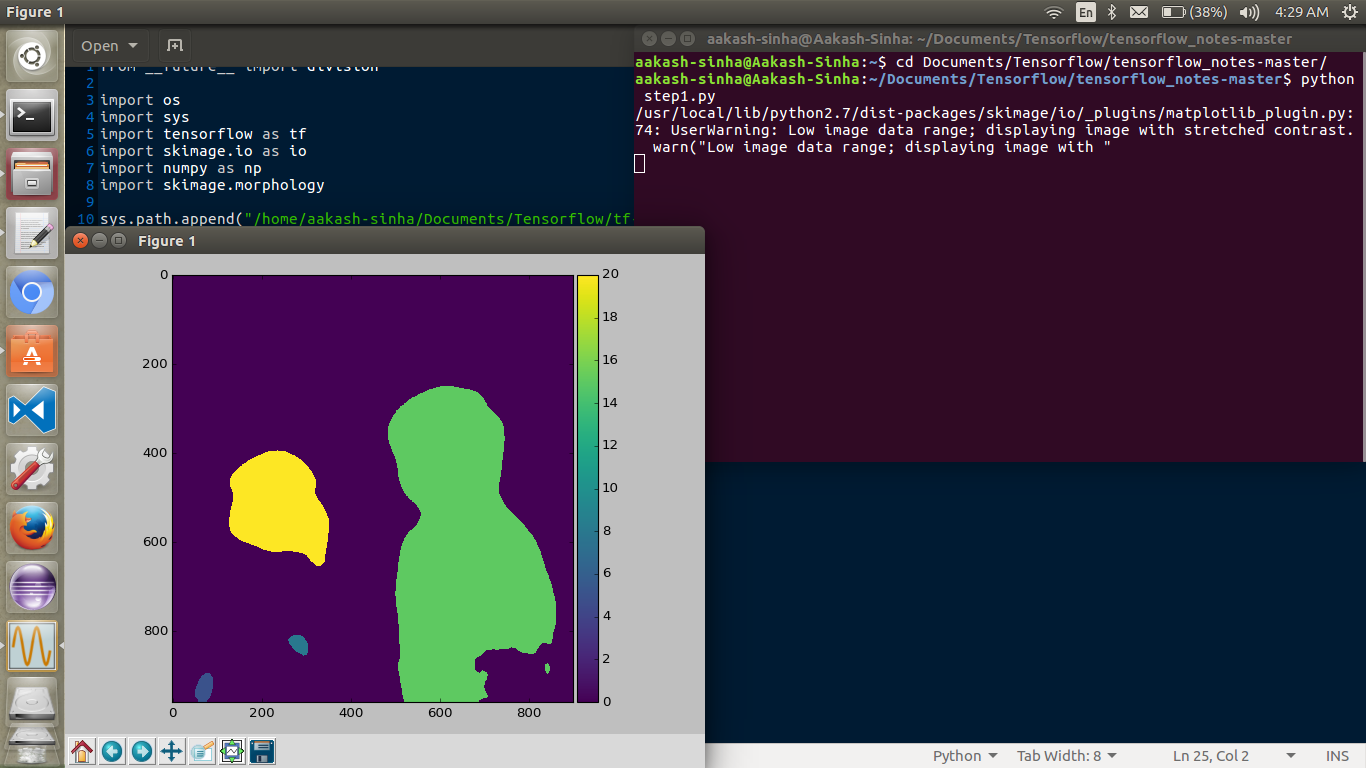 Figure 1
En
(38%)
4:29 AM
Open
aakash-sinha@Aakash-Sinha: ~/Documents/Tensorflow/tensorflow_notes-master
1 from __future__ import division
2
3 import os
4 import sys
5 import tensorflow as tf
6 import skimage.io as io
7 import numpy as np
8 import skimage.morphology
9
10 sys.path.append("/home/aakash-sinha/Documents/Tensorflow/tf-
aakash-sinha@Aakash-Sinha:~$ cd Documents/Tensorflow/tensorflow_notes-master/
aakash-sinha@Aakash-Sinha:~/Documents/Tensorflow/tensorflow_notes-master$ python
step1.py
/usr/local/lib/python2.7/dist-packages/skimage/io/_plugins/matplotlib_plugin.py:
74: UserWarning: Low image data range; displaying image with stretched contrast.
warn("Low image data range; displaying image with "
Figure 1
0
200
400
600
800
0 200 400 600 800
20
18
16
14
12
10
8
6
4
2
0
Python Tab Width: 8 Ln 25, Col 2 INS